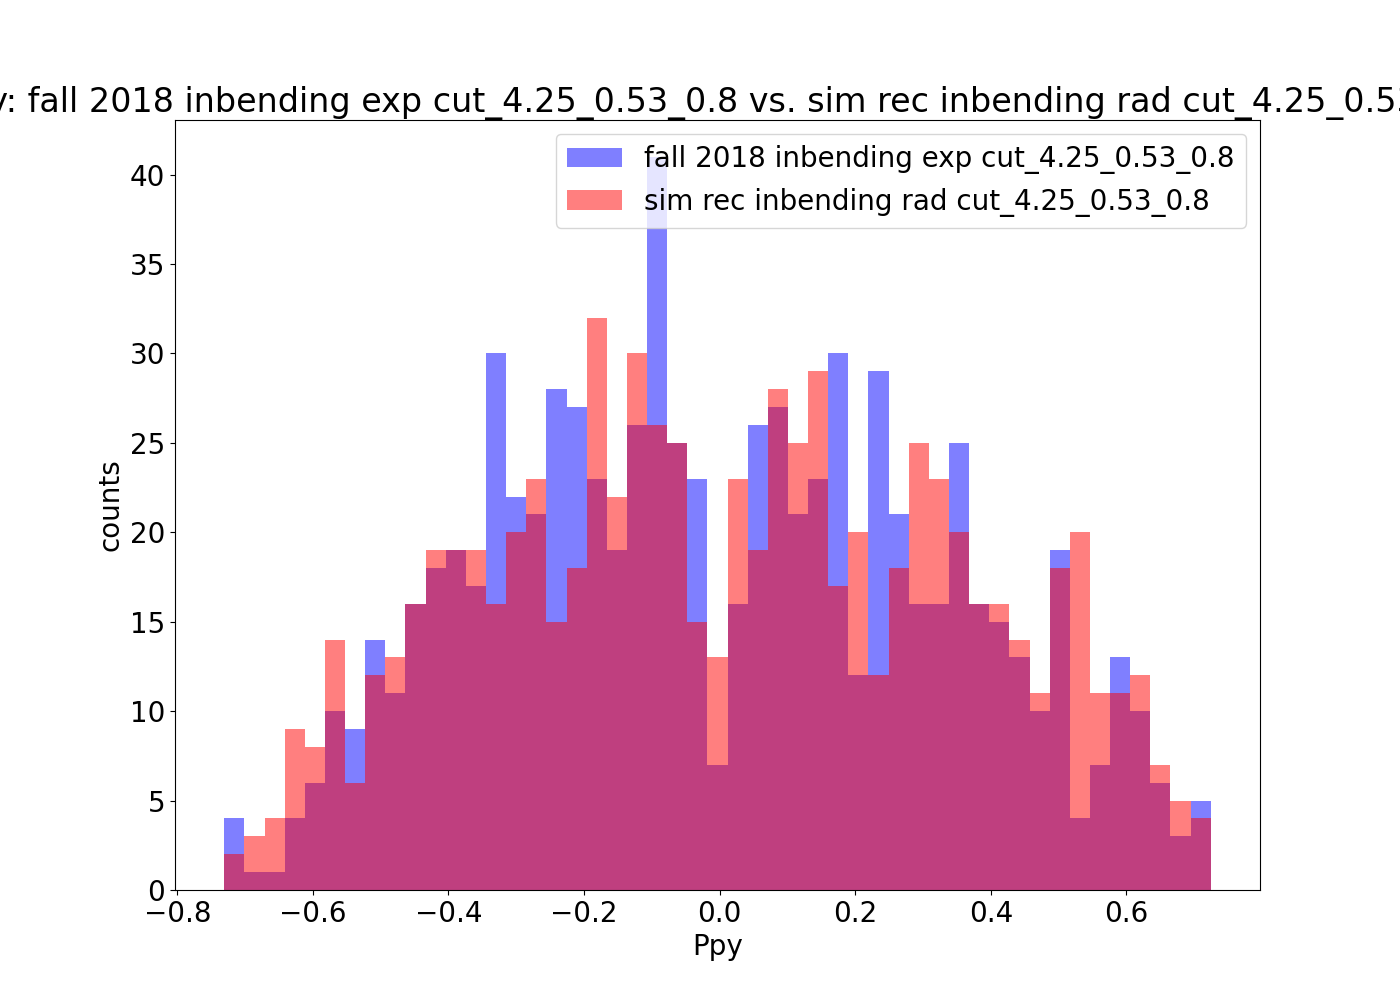 y: fall 2018 inbending exp cut_4.25_0.53_0.8 vs. sim rec inbending rad cut_4.25_0.53
fall 2018 inbending exp cut_4.25_0.53_0.8
sim rec inbending rad cut_4.25_0.53_0.8
40
35
30
25
20
15
10
5
0
counts
−0.8 −0.6 −0.4 −0.2 0.0 0.2 0.4 0.6
Ppy